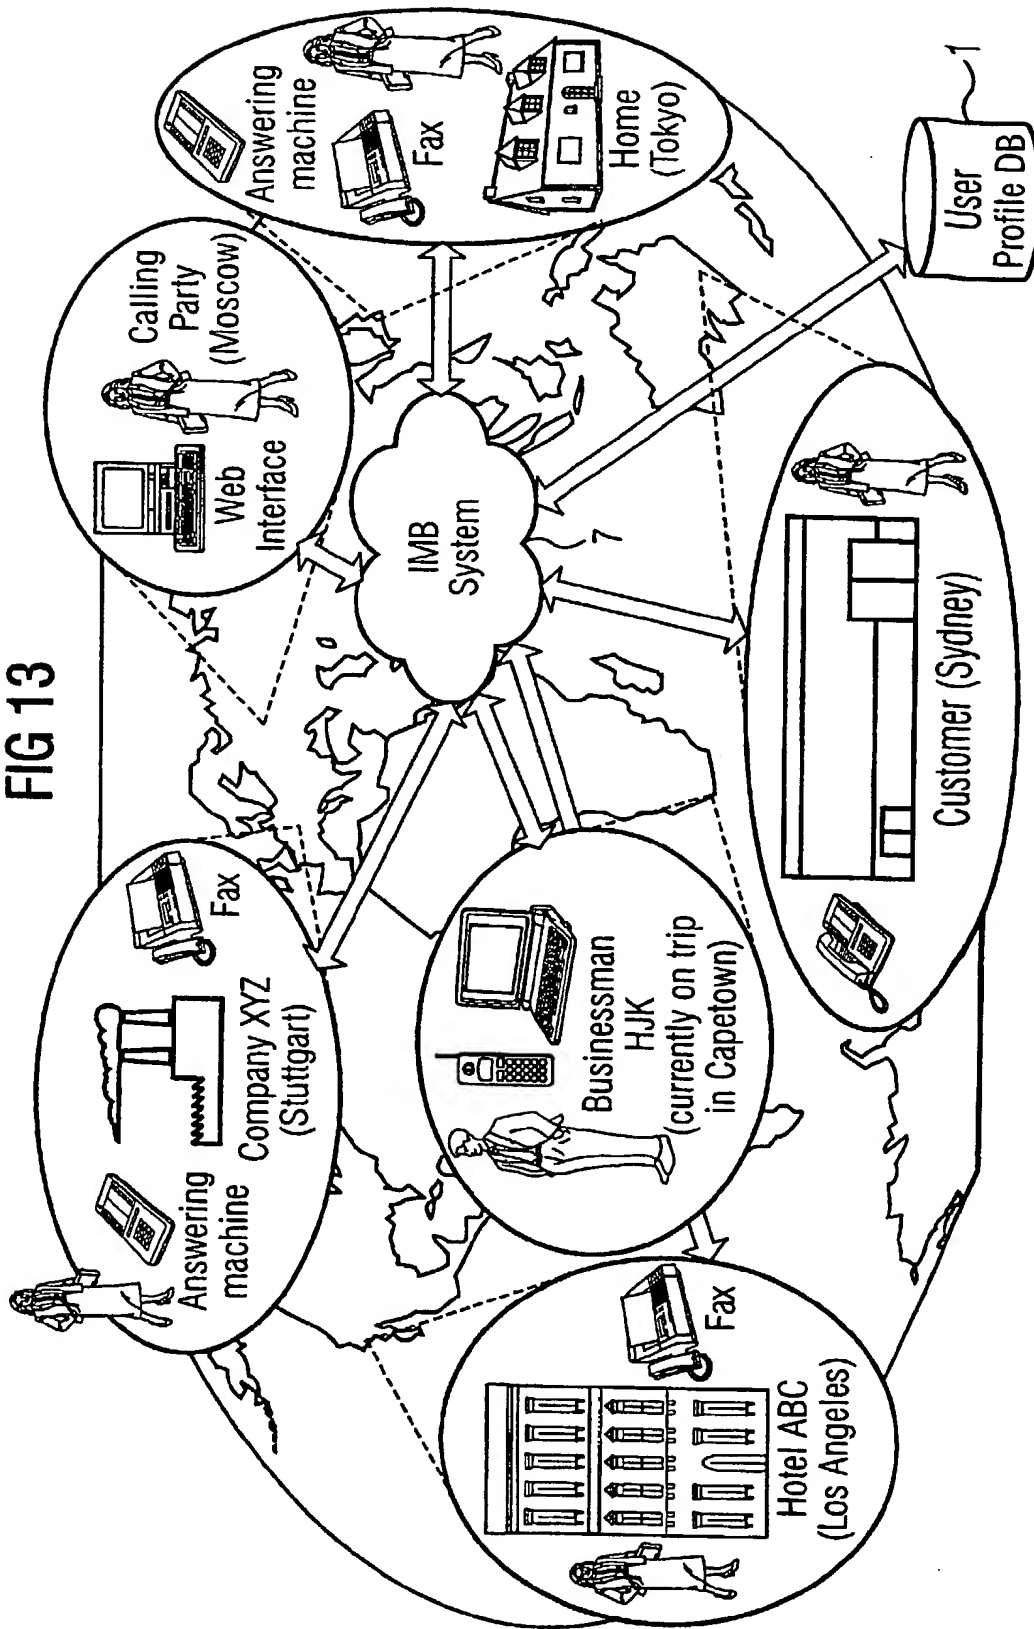 FIG 13
Answering
machine
Company XYZ
(Stuttgart)
Fax
Web
Interface
Calling
Party
(Moscow)
Answering
machine
Fax
Home
(Tokyo)
IMB
System
7
Businessman
HJK
(currently on trip
in Capetown)
Hotel ABC
(Los Angeles)
Fax
Customer (Sydney)
User
Profile DB
1